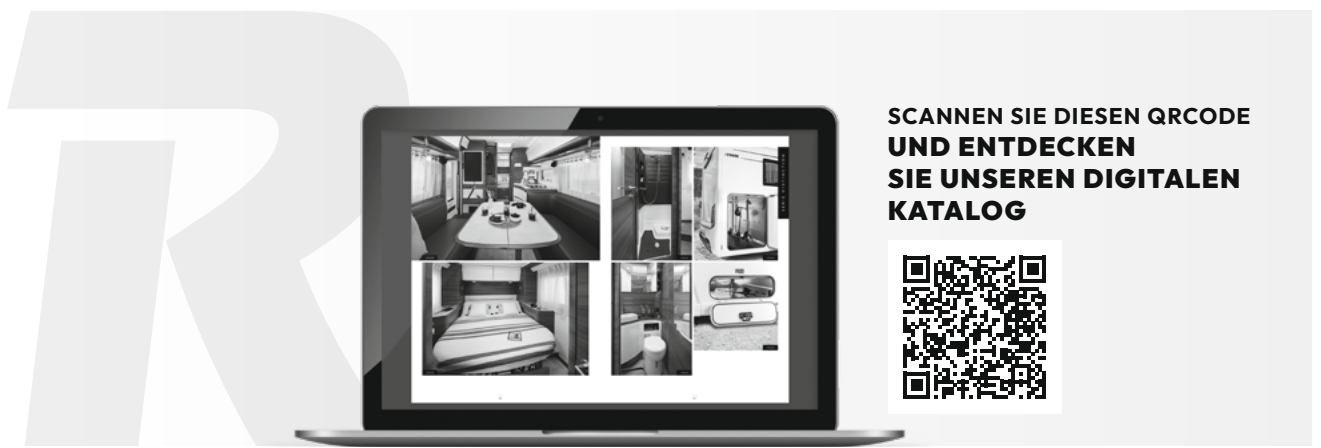 SCANNEN SIE DIESEN QRCODE
UND ENTDECKEN
SIE UNSEREN DIGITALEN
KATALOG